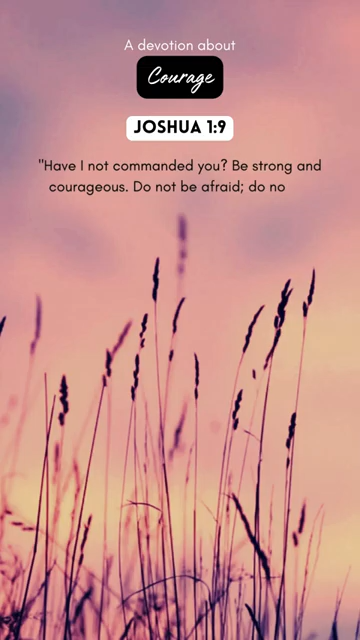 A devotion about
Courage
JOSHUA 1:9
"Have I not commanded you? Be strong and
courageous. Do not be afraid; do no